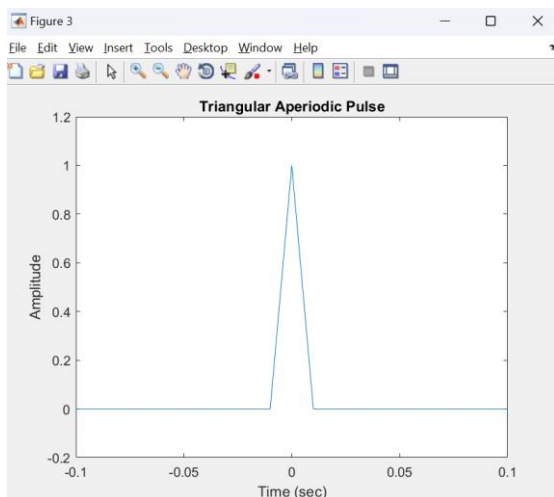 Figure 3
File Edit View Insert Tools Desktop Window Help
Triangular Aperiodic Pulse
1.2
1
0.8
0.6
0.4
0.2
0
-0.2
Amplitude
-0.1 -0.05 0 0.05 0.1
Time (sec)